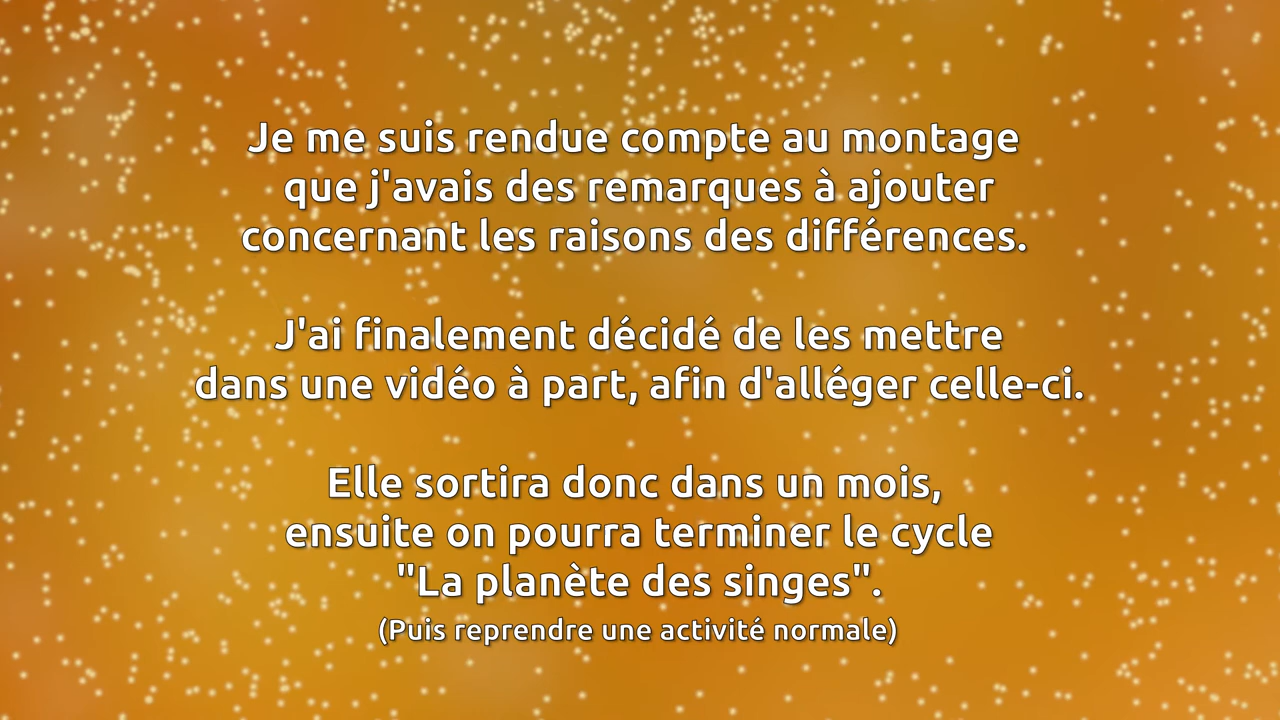 Je me suis rendue compte au montage
que j'avais des remarques à ajouter
concernant les raisons des différences.
J'ai finalement décidé de les mettre
dans une vidéo à part, afin d'alléger celle-ci.
Elle sortira donc dans un mois,
ensuite on pourra terminer le cycle
"La planète des singes".
(Puis reprendre une activité normale)